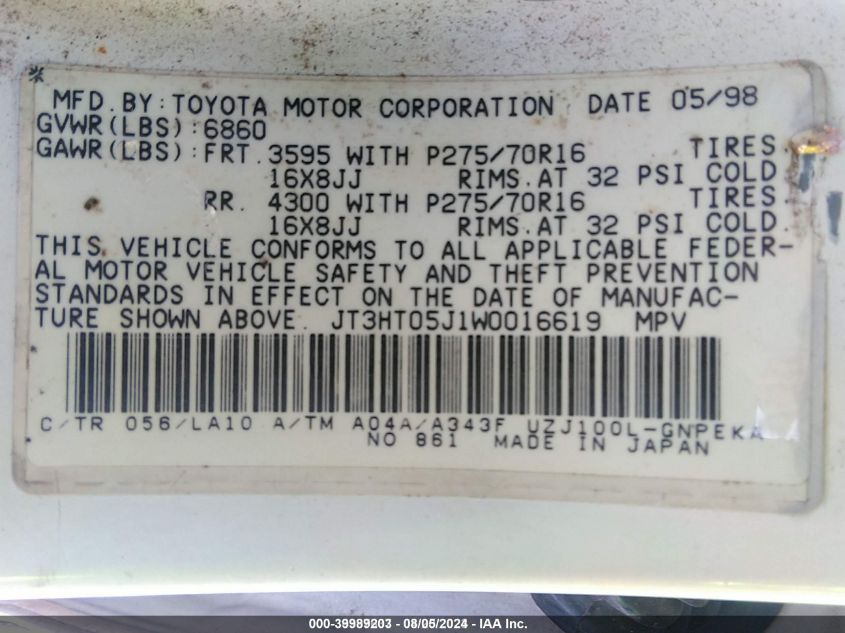 * MFD. BY: TOYOTA MOTOR CORPORATION DATE 05/98
GVWR(LBS): 6860
GAWR(LBS): FRT. 3595 WITH P275/70R16 TIRES
16X8JJ RIMS. AT 32 PSI COLD.
RR. 4300 WITH P275/70R16 TIRES
16X8JJ RIMS. AT 32 PSI COLD.
THIS VEHICLE CONFORMS TO ALL APPLICABLE FEDER-
AL MOTOR VEHICLE SAFETY AND THEFT PREVENTION
STANDARDS IN EFFECT ON THE DATE OF MANUFAC-
TURE SHOWN ABOVE. JT3HT05J1W0016619 MPV
C/TR 056/LA10 A/TM A04A/A343F UZJ100L-GNPEKA
NO 861 MADE IN JAPAN
000-39989203 - 08/05/2024 - IAA Inc.